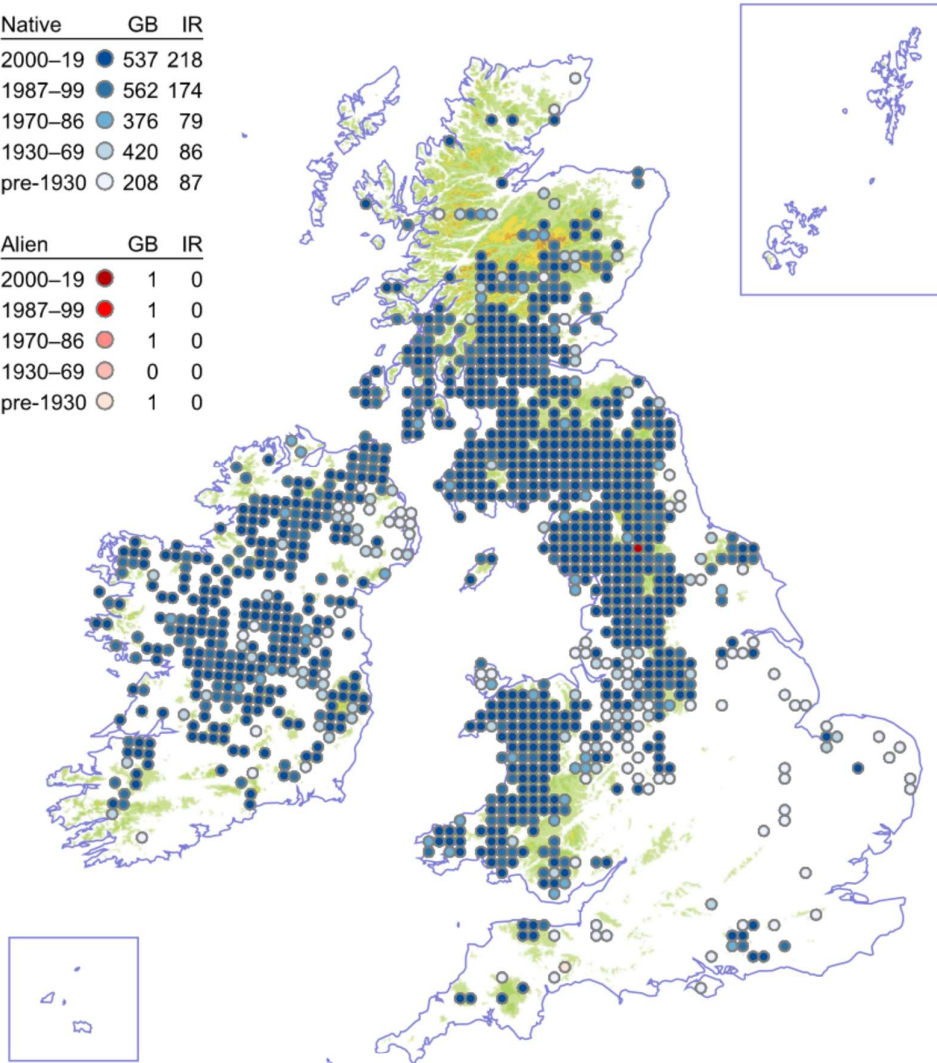 Native GB IR
2000–19 537 218
1987–99 562 174
1970–86 376 79
1930–69 420 86
pre-1930 208 87
Alien GB IR
2000–19 1 0
1987–99 1 0
1970–86 1 0
1930–69 0 0
pre-1930 1 0